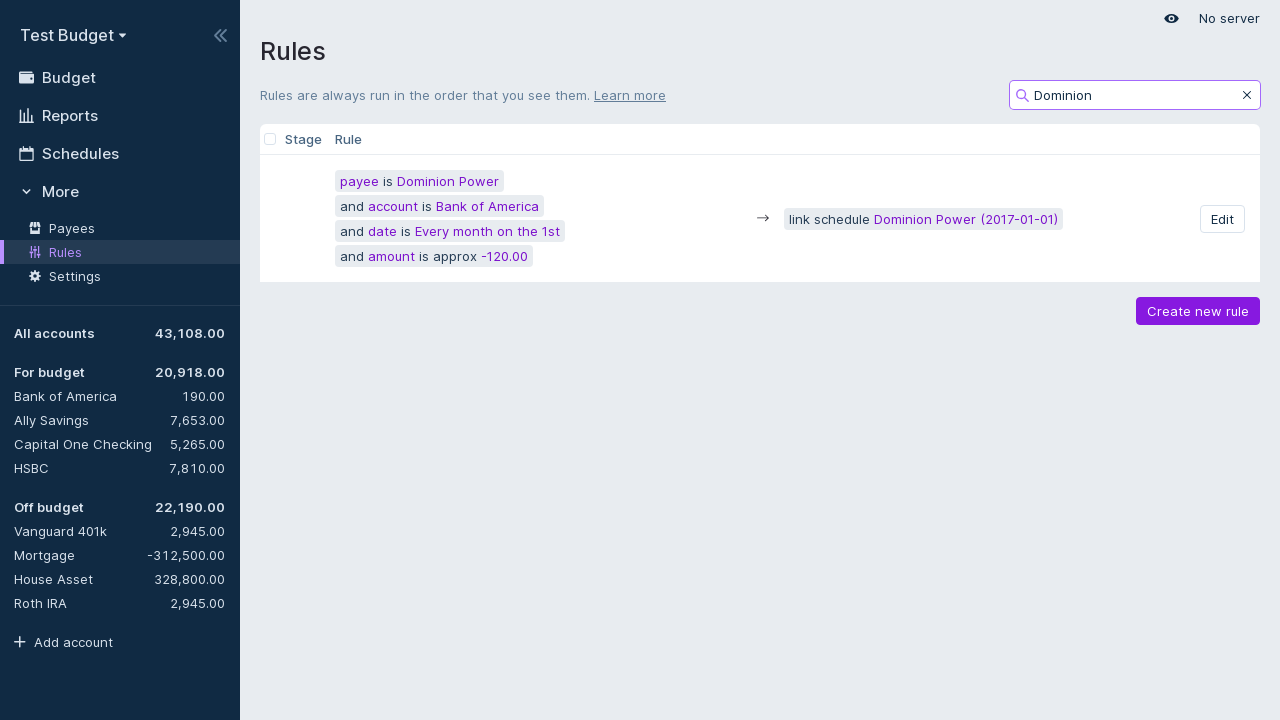 Test Budget
Budget
Reports
Schedules
More
Payees
Rules
Settings
All accounts 43,108.00
For budget 20,918.00
Bank of America 190.00
Ally Savings 7,653.00
Capital One Checking 5,265.00
HSBC 7,810.00
Off budget 22,190.00
Vanguard 401k 2,945.00
Mortgage -312,500.00
House Asset 328,800.00
Roth IRA 2,945.00
Add account
No server
Rules
Rules are always run in the order that you see them. Learn more
Dominion
Stage Rule
payee is Dominion Power
and account is Bank of America
and date is Every month on the 1st
and amount is approx -120.00
→ link schedule Dominion Power (2017-01-01)
Edit
Create new rule